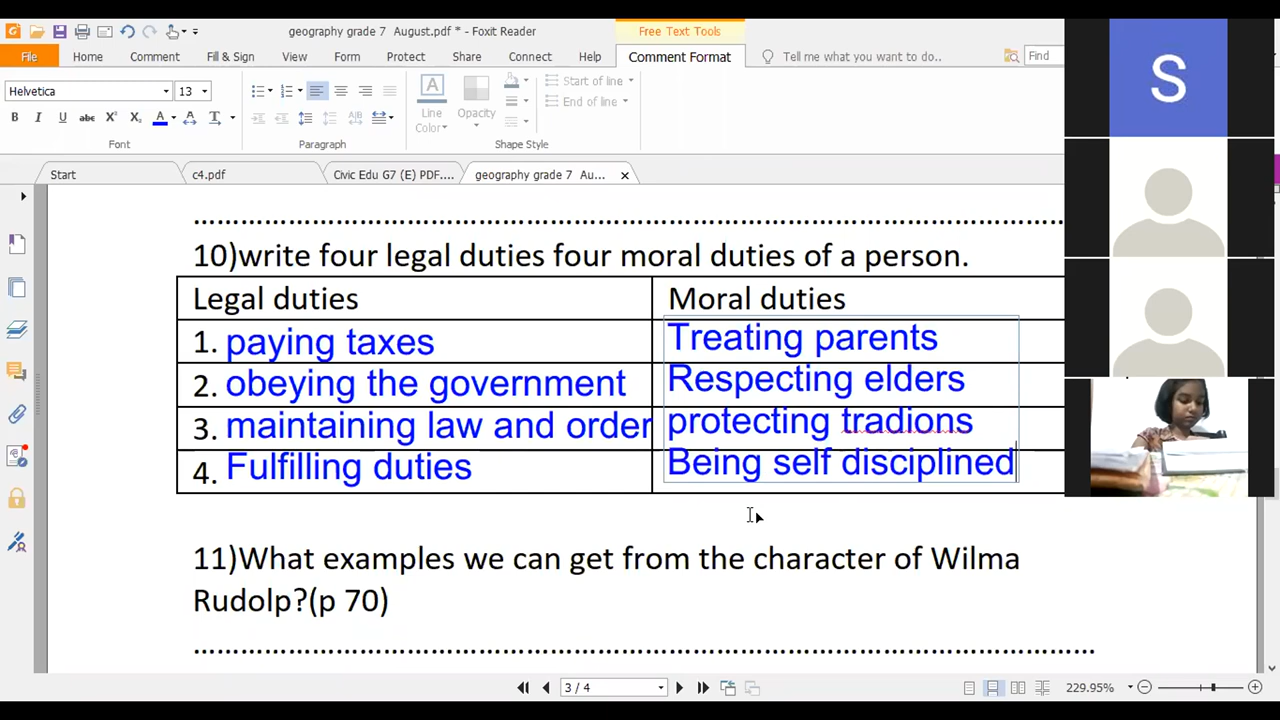 geography grade 7 August.pdf * - Foxit Reader
Free Text Tools
File Home Comment Fill & Sign View Form Protect Share Connect Help Comment Format Tell me what you want to do.. Find
Helvetica 13
Line Color
Opacity
Start of line
End of line
Font Paragraph Shape Style
Start c4.pdf Civic Edu G7 (E) PDF.... geography grade 7 Au...
S
10)write four legal duties four moral duties of a person.
Legal duties Moral duties
1. paying taxes Treating parents
2. obeying the government Respecting elders
3. maintaining law and order protecting tradions
4. Fulfilling duties Being self disciplined
11)What examples we can get from the character of Wilma
Rudolp?(p 70)
3 / 4 229.95%